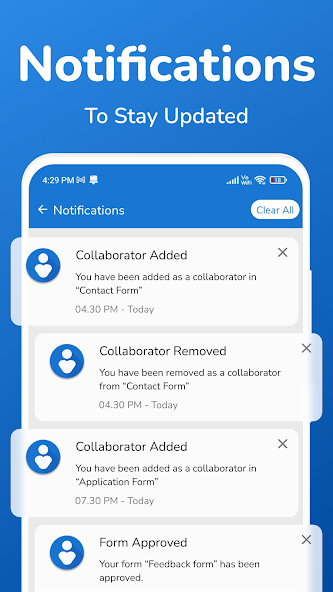 Notifications
To Stay Updated
4:29 PM
Vo
WiFi
18
Notifications
Clear All
Collaborator Added
You have been added as a collaborator in
“Contact Form”
04.30 PM - Today
Collaborator Removed
You have been removed as a collaborator
from “Contact Form”
04.30 PM - Today
Collaborator Added
You have been added as a collaborator in
“Application Form”
07.30 PM - Today
Form Approved
Your form “Feedback form” has been
approved.